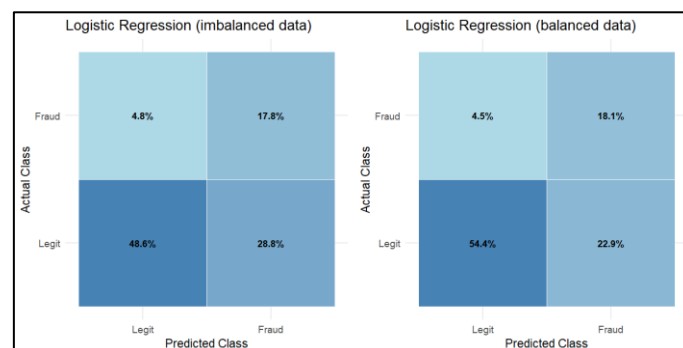 Logistic Regression (imbalanced data)
Logistic Regression (balanced data)
Actual Class
Fraud
4.8%
17.8%
Legit
48.6%
28.8%
Legit
Fraud
Predicted Class
Actual Class
Fraud
4.5%
18.1%
Legit
54.4%
22.9%
Legit
Fraud
Predicted Class